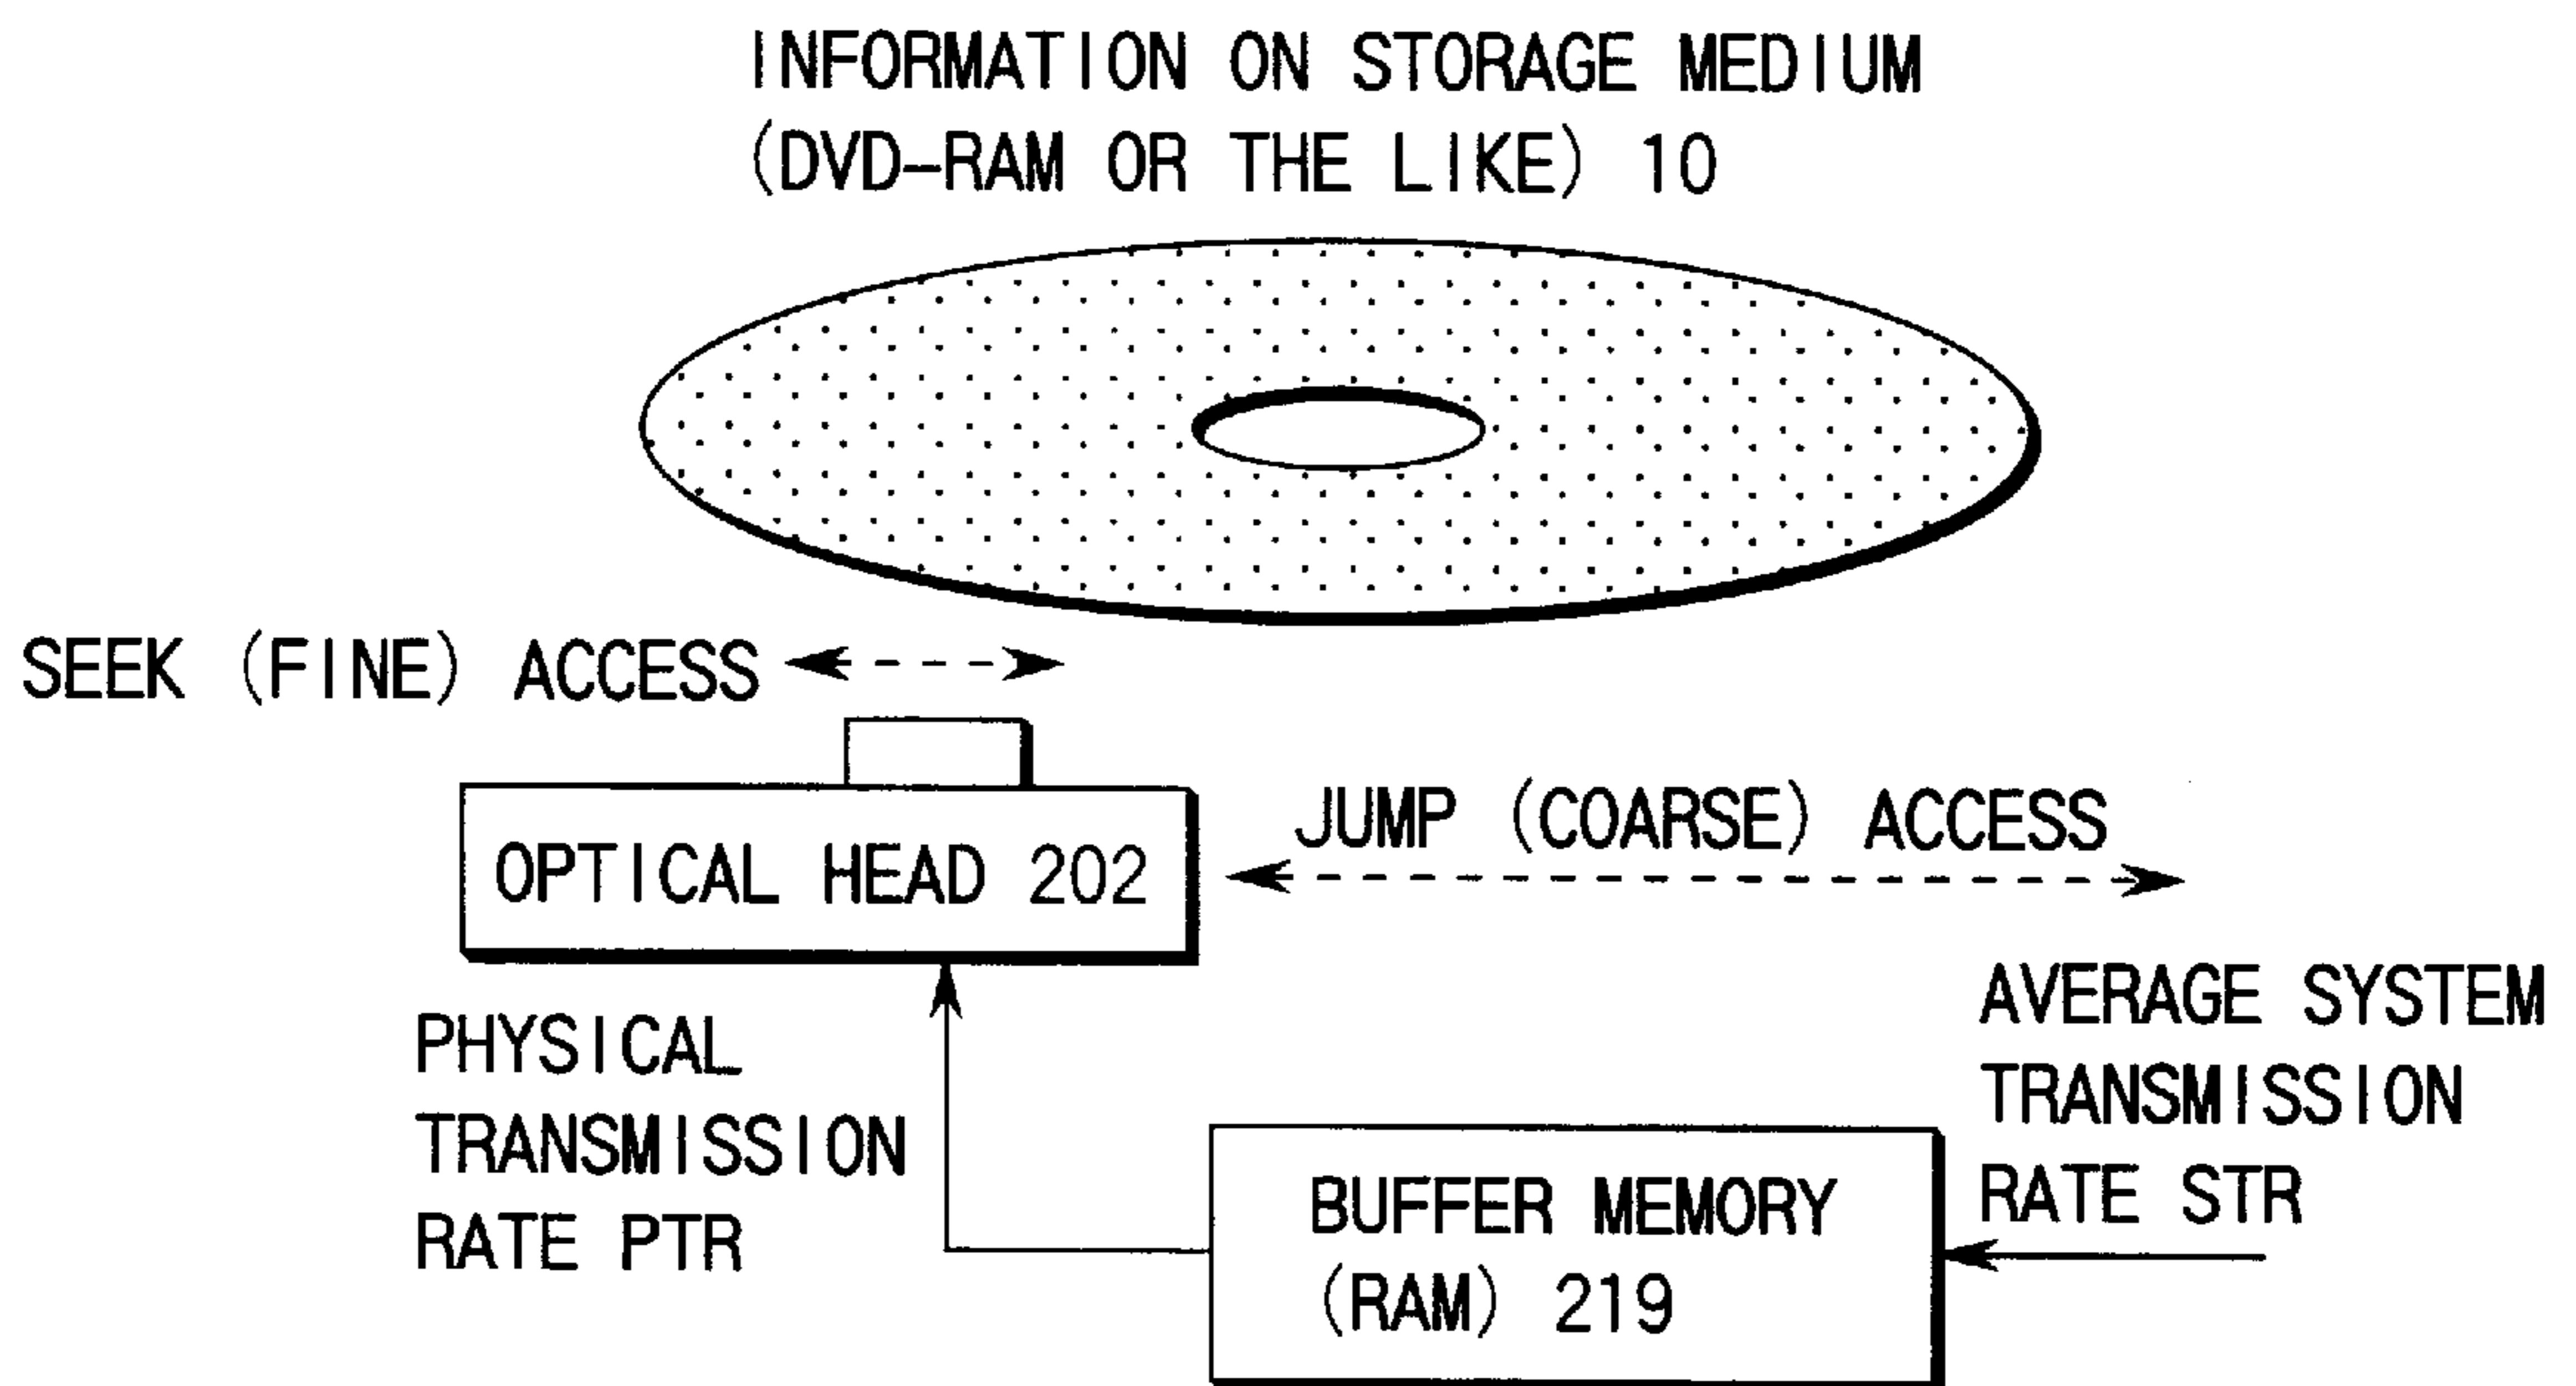 INFORMATION ON STORAGE MEDIUM
(DVD-RAM OR THE LIKE) 10
SEEK (FINE) ACCESS
OPTICAL HEAD 202
JUMP (COARSE) ACCESS
PHYSICAL
TRANSMISSION
RATE PTR
AVERAGE SYSTEM
TRANSMISSION
RATE STR
BUFFER MEMORY
(RAM) 219